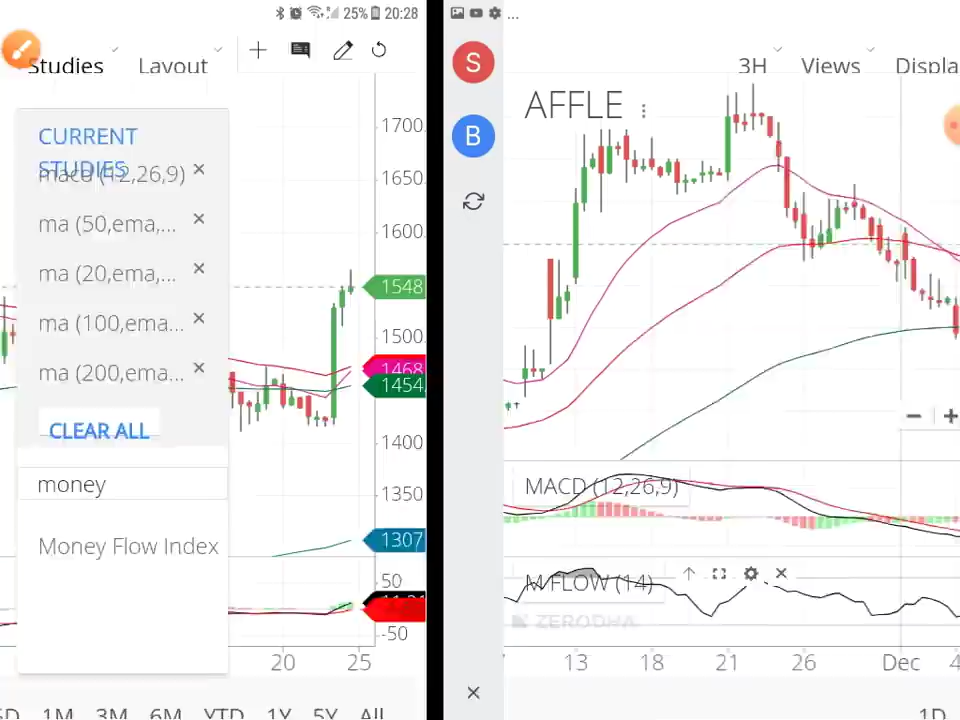 25% 20:28
Studies Layout
CURRENT
STUDIES
macd (12,26,9) ×
ma (50,ema,... ×
ma (20,ema,... ×
ma (100,ema... ×
ma (200,ema... ×
CLEAR ALL
money
Money Flow Index
1700
1650
1600
1548
1500
1468
1454
1400
1350
1307
50
-50
20 25
5D 1M 3M 6M YTD 1Y 5Y All
...
S
B
3H Views Displa
AFFLE
MACD (12,26,9)
M FLOW (14)
ZERODHA
13 18 21 26 Dec 4
1D